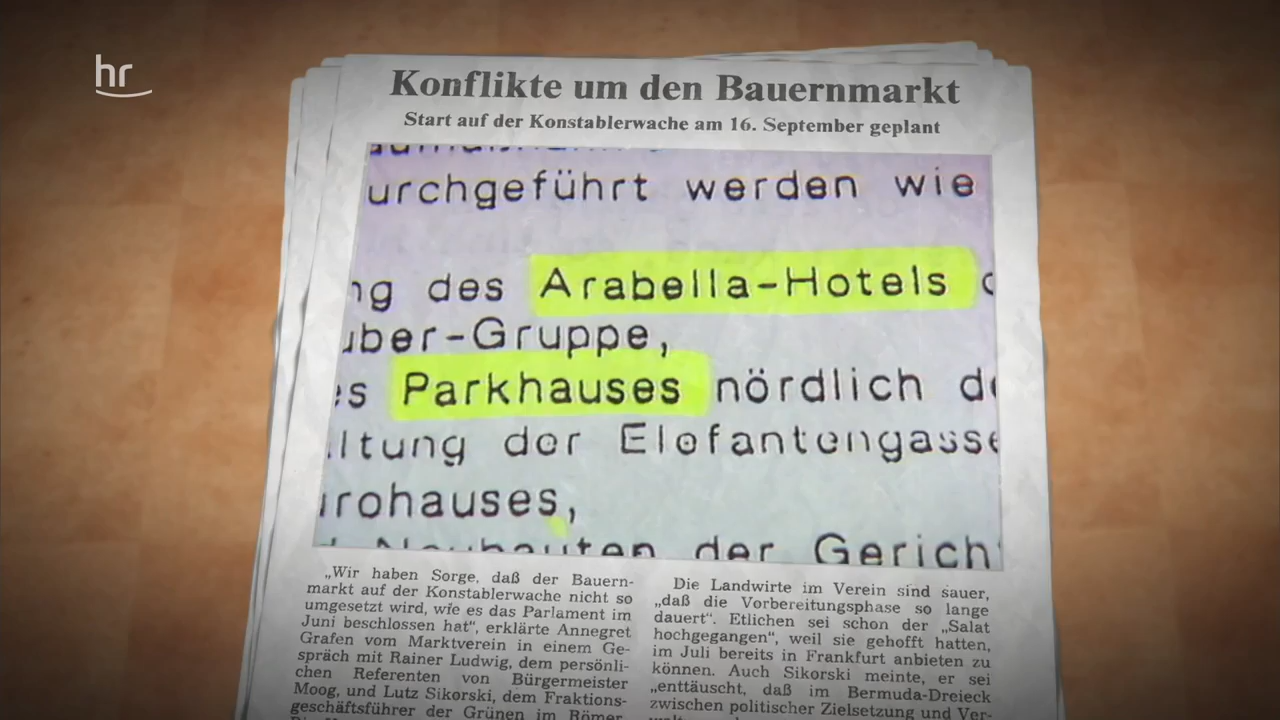 hr
Konflikte um den Bauernmarkt
Start auf der Konstablerwache am 16. September geplant
urchgeführt werden wie
ng des Arabella-Hotels
uber-Gruppe,
es Parkhauses nördlich
ltung der Elefantengasse
rohauses,
Neubauten der Gerich
„Wir haben Sorge, daß der Bauern-
markt auf der Konstablerwache nicht so
umgesetzt wird, wie es das Parlament im
Juni beschlossen hat“, erklärte Annegret
Grafen vom Marktverein in einem Ge-
spräch mit Rainer Ludwig, dem persönli-
chen Referenten von Bürgermeister
Moog, und Lutz Sikorski, dem Fraktions-
geschäftsführer der Grünen im Römer.
Die Landwirte im Verein sind sauer,
„daß die Vorbereitungsphase so lange
dauert“. Etlichen sei schon der „Salat
hochgegangen“, weil sie gehofft hatten,
im Juli bereits in Frankfurt anbieten zu
können. Auch Sikorski meinte, er sei
„enttäuscht, daß im Bermuda-Dreieck
zwischen politischer Zielsetzung und Ver-